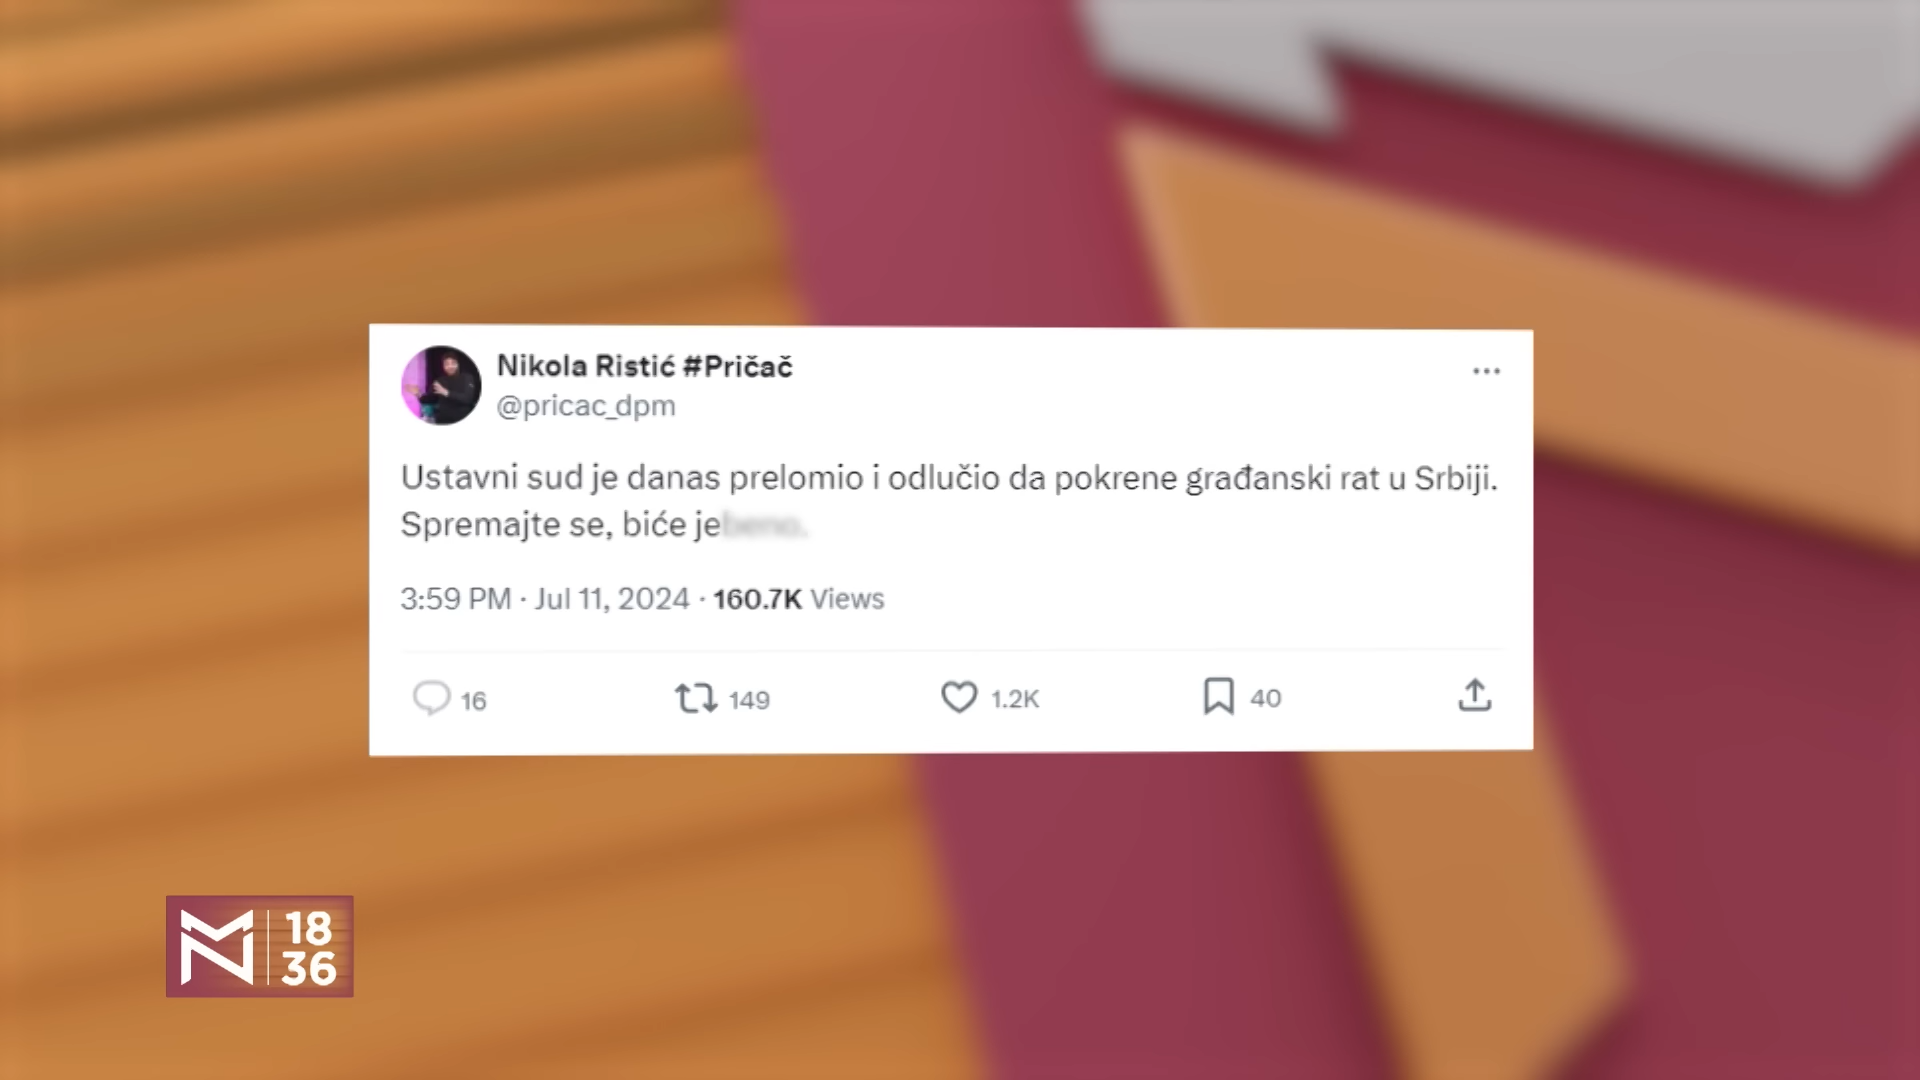 Nikola Ristić #Pričač
@pricac_dpm
Ustavni sud je danas prelomio i odlučio da pokrene građanski rat u Srbiji.
Spremajte se, biće je
3:59 PM · Jul 11, 2024 · 160.7K Views
16 149 1.2K 40
18
36